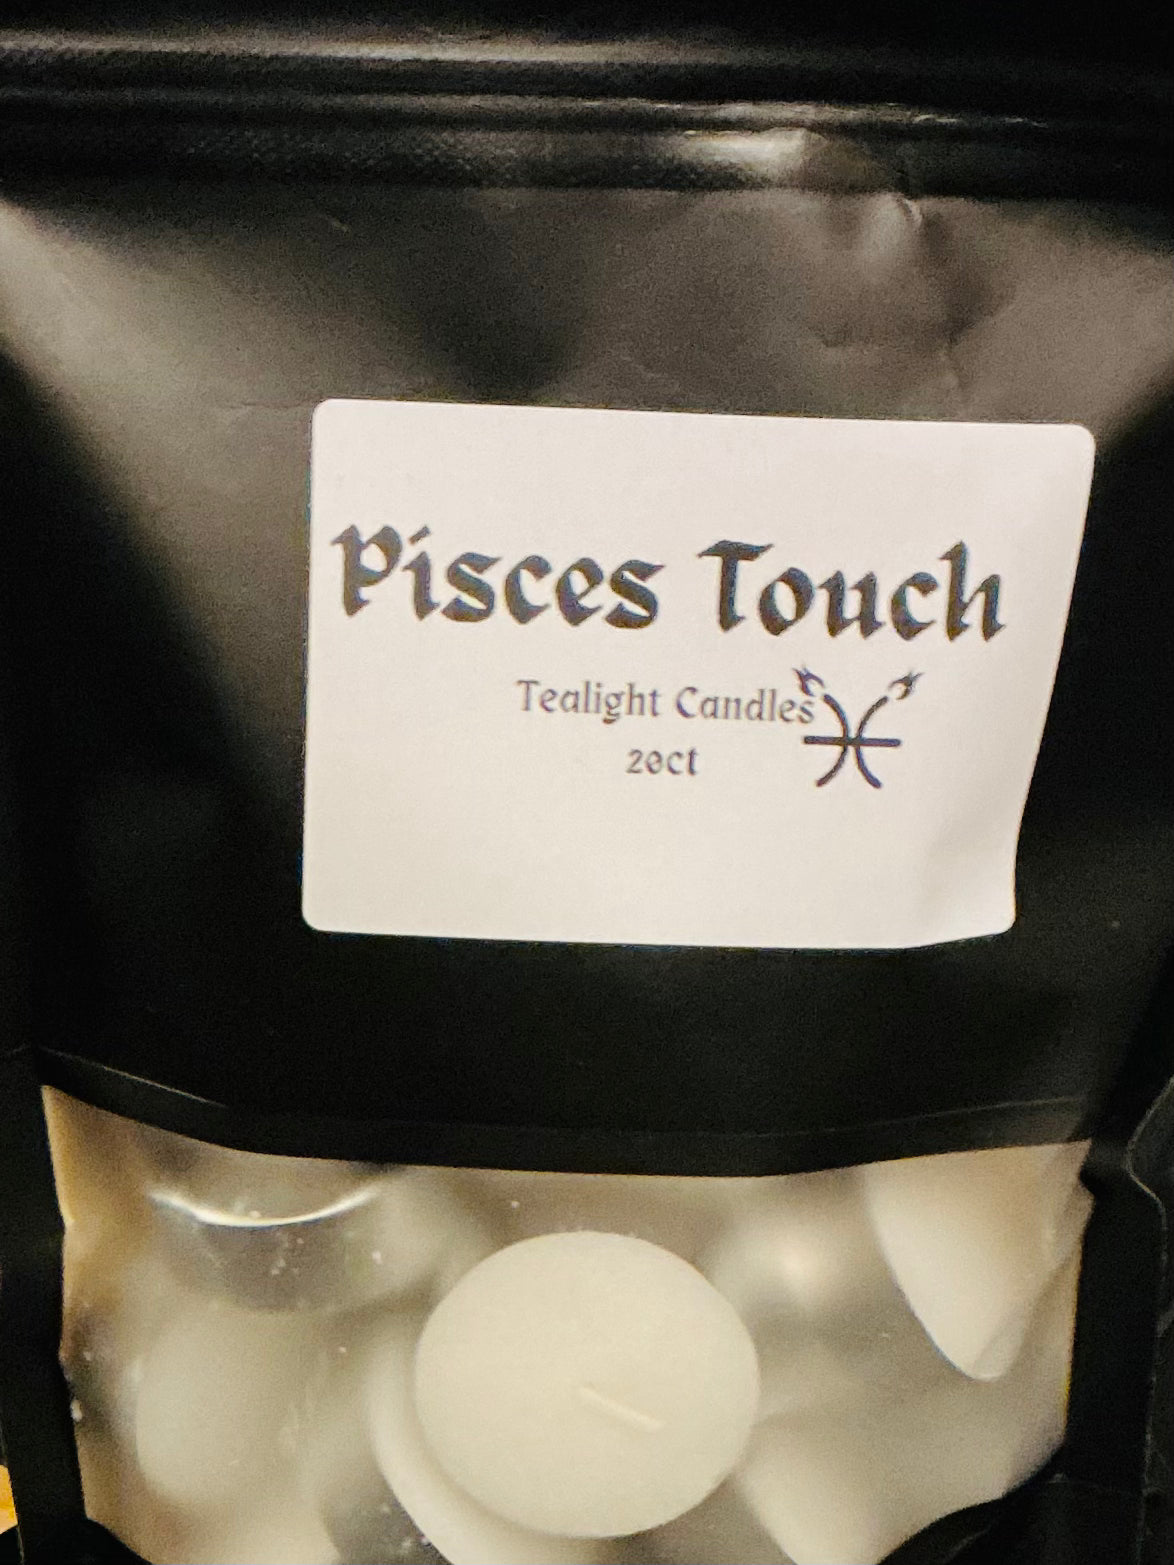 Pisces Touch
Tealight Candles
20ct